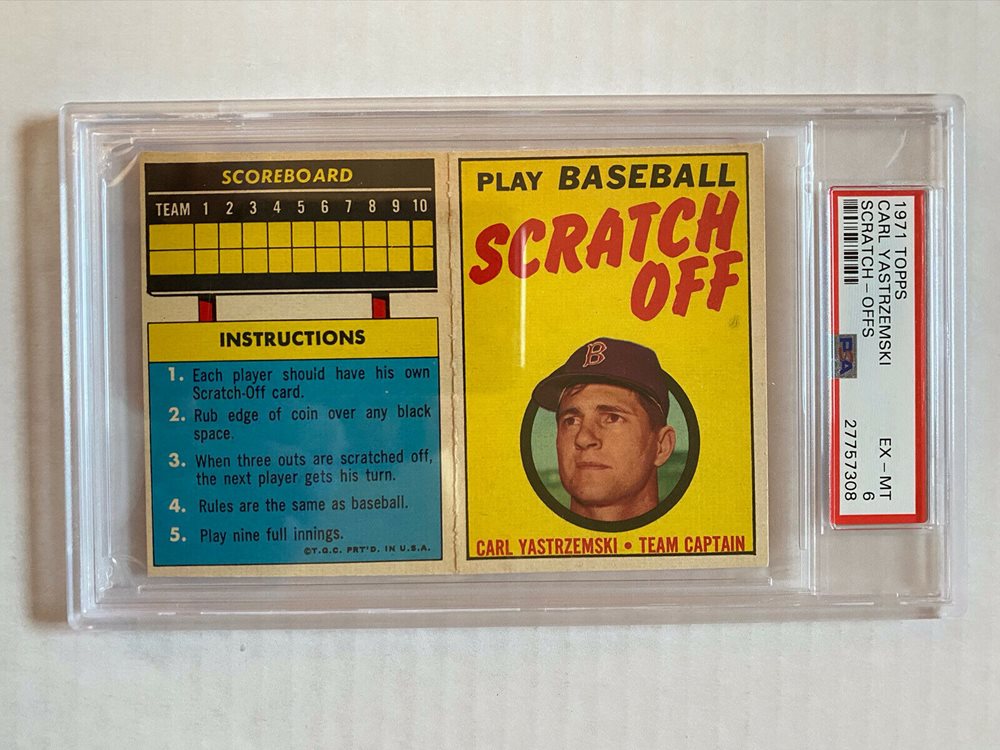 SCOREBOARD
TEAM 1 2 3 4 5 6 7 8 9 10
INSTRUCTIONS
1. Each player should have his own
Scratch-Off card.
2. Rub edge of coin over any black
space.
3. When three outs are scratched off,
the next player gets his turn.
4. Rules are the same as baseball.
5. Play nine full innings.
©T.C.G. PRT'D. IN U.S.A.
PLAY BASEBALL
SCRATCH
OFF
B
CARL YASTRZEMSKI • TEAM CAPTAIN
1971 TOPPS
CARL YASTRZEMSKI EX-MT
SCRATCH-OFFS 6
PSA
27757308